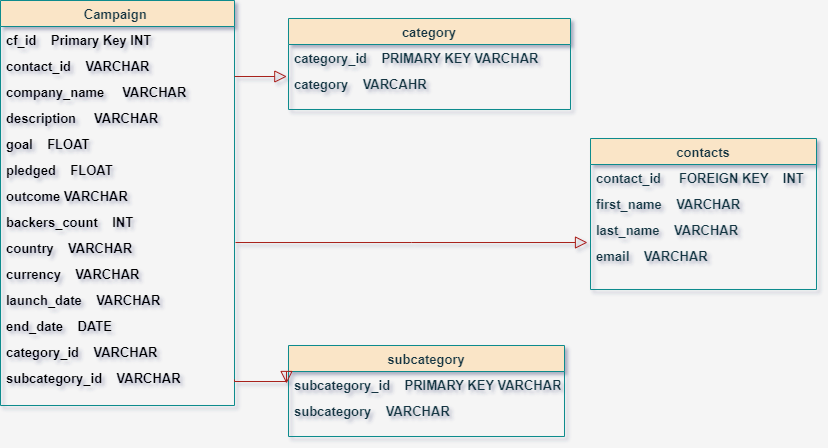 Campaign
cf_id Primary Key INT
contact_id VARCHAR
company_name VARCHAR
description VARCHAR
goal FLOAT
pledged FLOAT
outcome VARCHAR
backers_count INT
country VARCHAR
currency VARCHAR
launch_date VARCHAR
end_date DATE
category_id VARCHAR
subcategory_id VARCHAR
category
category_id PRIMARY KEY VARCHAR
category VARCAHR
contacts
contact_id FOREIGN KEY INT
first_name VARCHAR
last_name VARCHAR
email VARCHAR
subcategory
subcategory_id PRIMARY KEY VARCHAR
subcategory VARCHAR